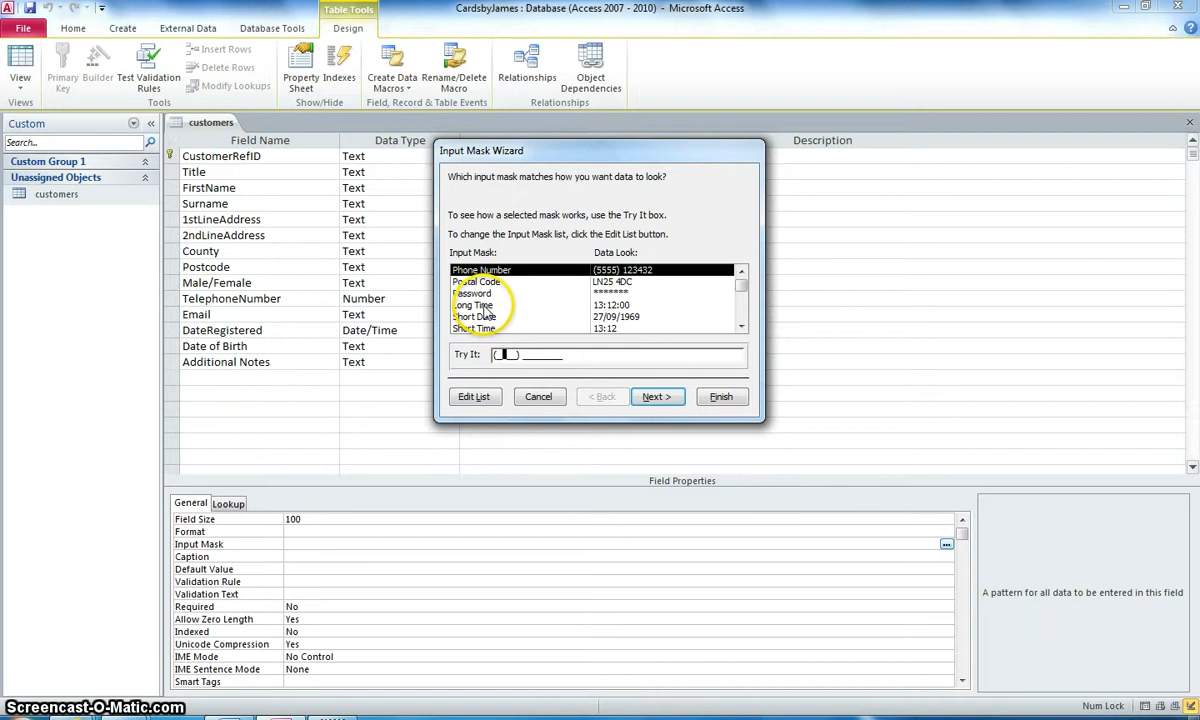 Table Tools
CardsbyJames : Database (Access 2007 - 2010) - Microsoft Access
File Home Create External Data Database Tools Design
View
Primary Key
Builder
Test Validation Rules
Insert Rows
Delete Rows
Modify Lookups
Property Sheet
Indexes
Create Data Macros
Rename/Delete Macro
Relationships
Object Dependencies
Views Tools Show/Hide Field, Record & Table Events Relationships
Custom
Search...
Custom Group 1
Unassigned Objects
customers
customers
Field Name Data Type Description
CustomerRefID Text
Title Text
FirstName Text
Surname Text
1stLineAddress Text
2ndLineAddress Text
County Text
Postcode Text
Male/Female Text
TelephoneNumber Number
Email Text
DateRegistered Date/Time
Date of Birth Text
Additional Notes Text
Input Mask Wizard
Which input mask matches how you want data to look?
To see how a selected mask works, use the Try It box.
To change the Input Mask list, click the Edit List button.
Input Mask: Data Look:
Phone Number (5555) 123432
Postal Code LN25 4DC
Password *******
Long Time 13:12:00
Short Date 27/09/1969
Short Time 13:12
Try It: (___) _______
Edit List Cancel < Back Next > Finish
Field Properties
General Lookup
Field Size 100
Format
Input Mask
Caption
Default Value
Validation Rule
Validation Text
Required No
Allow Zero Length Yes
Indexed No
Unicode Compression Yes
IME Mode No Control
IME Sentence Mode None
Smart Tags
A pattern for all data to be entered in this field
Screencast-O-Matic.com
Num Lock